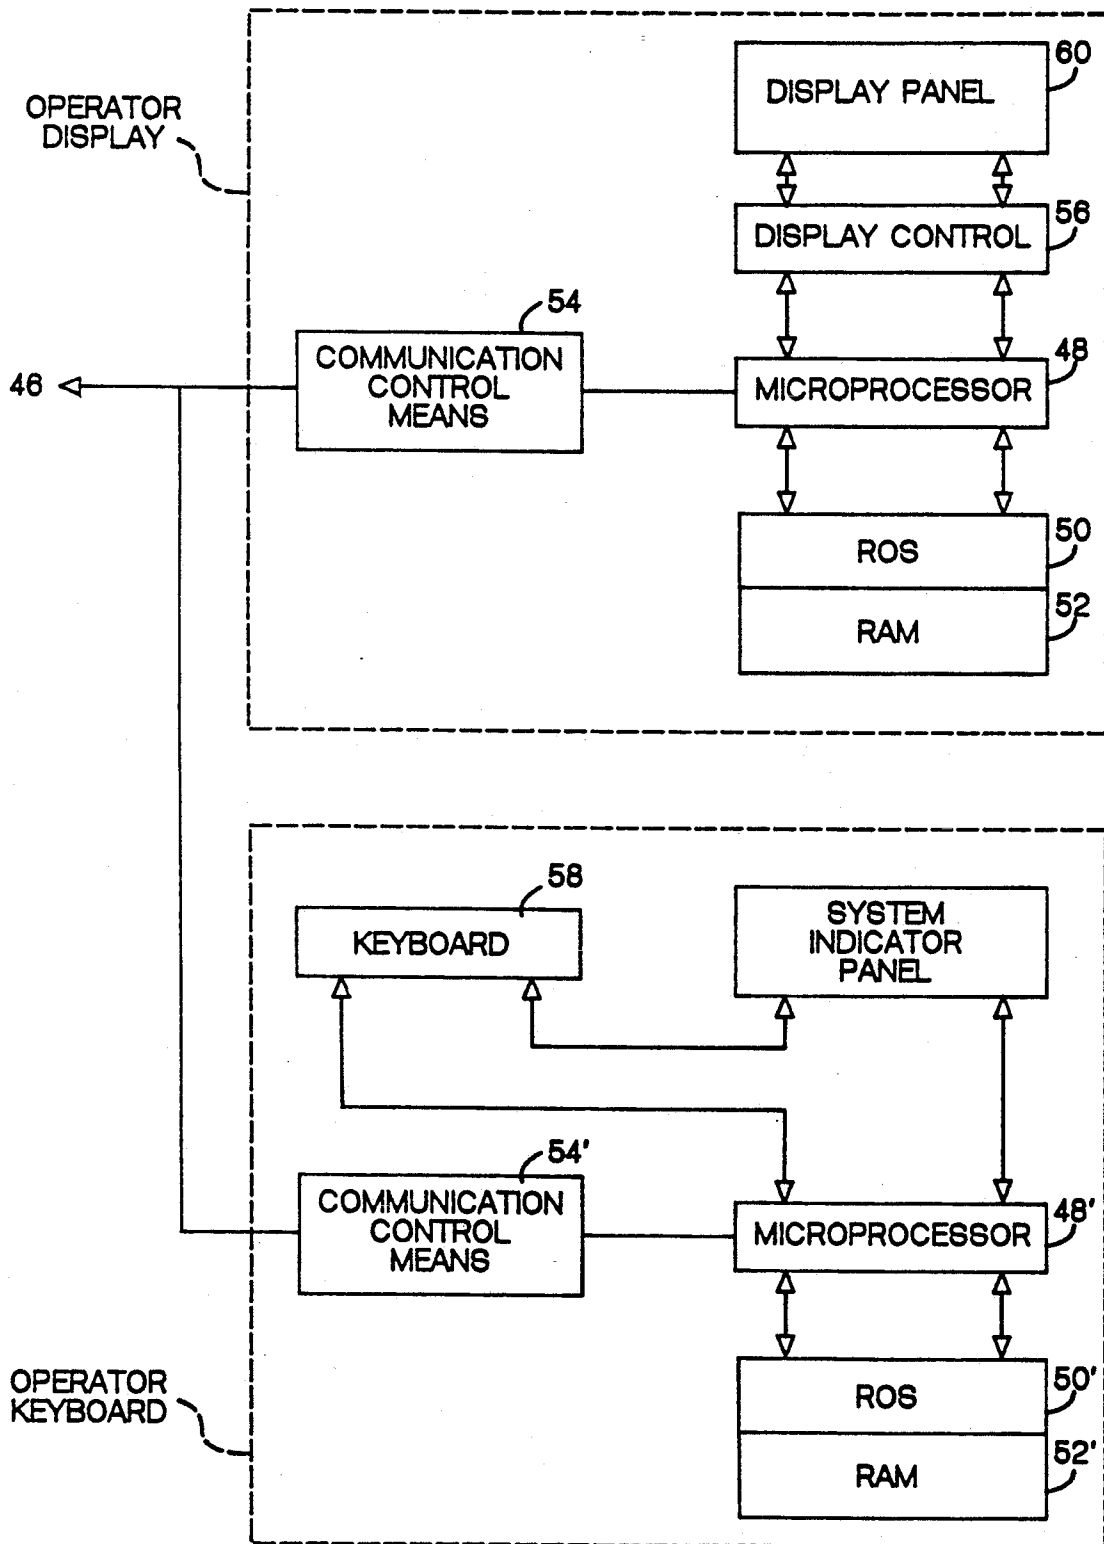 60
DISPLAY PANEL
OPERATOR
DISPLAY
56
DISPLAY CONTROL
54
COMMUNICATION
CONTROL
MEANS
48
MICROPROCESSOR
46
50
ROS
52
RAM
58
KEYBOARD
SYSTEM
INDICATOR
PANEL
54'
COMMUNICATION
CONTROL
MEANS
48'
MICROPROCESSOR
OPERATOR
KEYBOARD
50'
ROS
52'
RAM